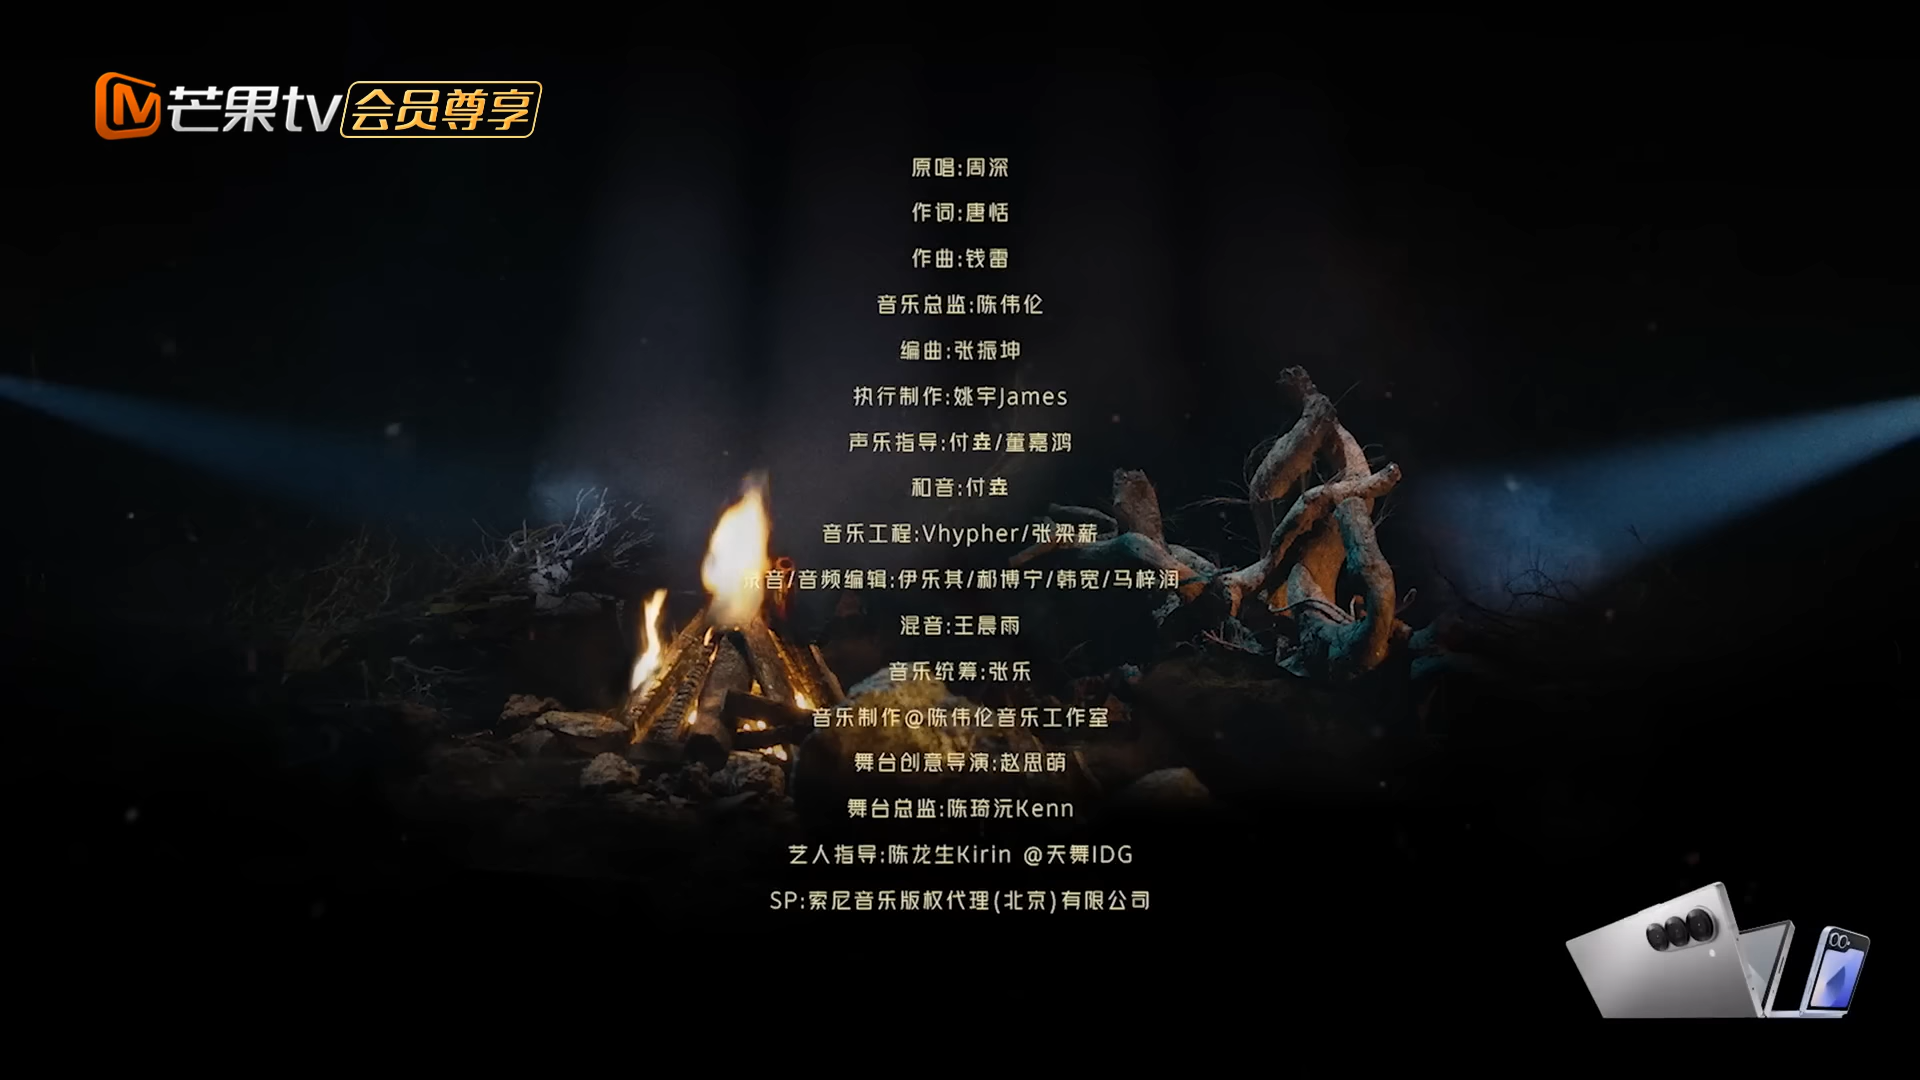 芒果tv会员尊享
原唱:周深
作词:唐恬
作曲:钱雷
音乐总监:陈伟伦
编曲:张振坤
执行制作:姚宇James
声乐指导:付垚/董嘉鸿
和音:付垚
音乐工程:Vhypher/张梁薪
录音/音频编辑:伊乐其/郝博宁/韩宽/马梓润
混音:王晨雨
音乐统筹:张乐
音乐制作@陈伟伦音乐工作室
舞台创意导演:赵思萌
舞台总监:陈琦沅Kenn
艺人指导:陈龙生Kirin @天舞IDG
SP:索尼音乐版权代理(北京)有限公司